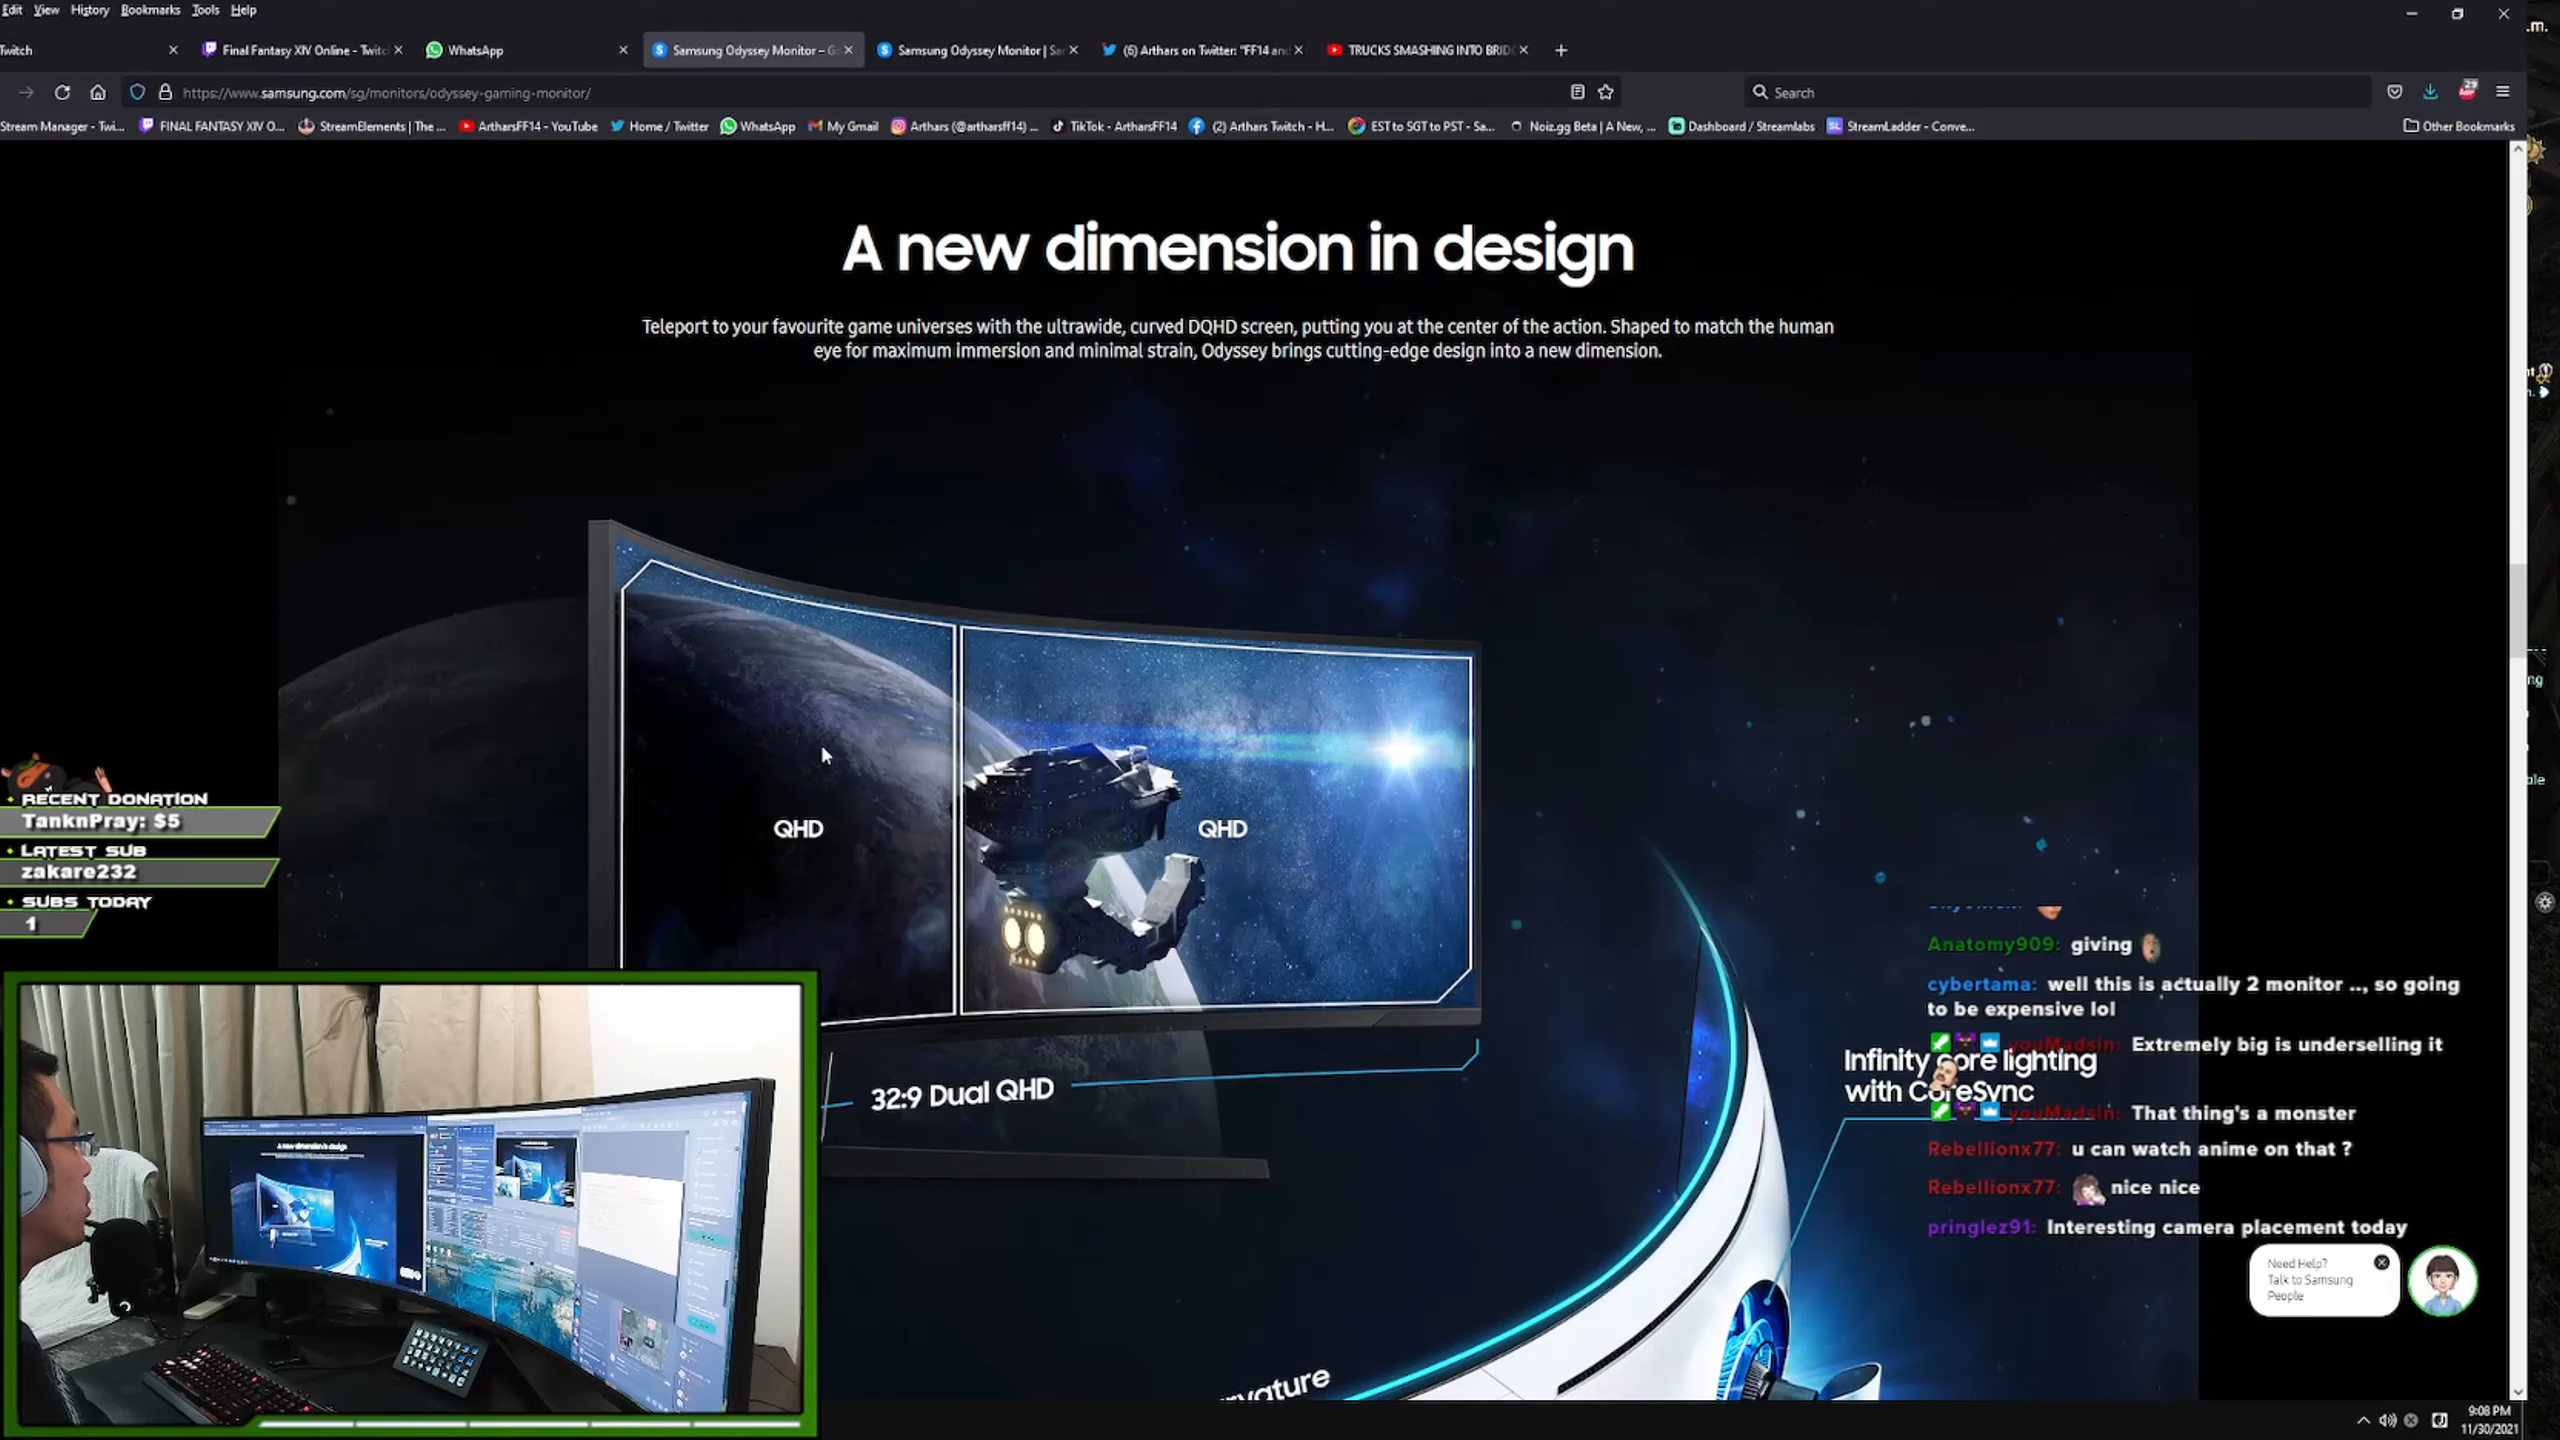 Edit View History Bookmarks Tools Help
Twitch
Final Fantasy XIV Online - Twitc
WhatsApp
Samsung Odyssey Monitor – G
Samsung Odyssey Monitor | Sa
(6) Arthars on Twitter: "FF14 an
TRUCKS SMASHING INTO BRID
https://www.samsung.com/sg/monitors/odyssey-gaming-monitor/
Search
29
Stream Manager - Twi... FINAL FANTASY XIV O... StreamElements | The ... ArtharsFF14 - YouTube Home / Twitter WhatsApp My Gmail Arthars (@artharsff14) ... TikTok - ArtharsFF14 (2) Arthars Twitch - H... EST to SGT to PST - Sa... Noiz.gg Beta | A New, ... Dashboard / Streamlabs StreamLadder - Conve... Other Bookmarks
A new dimension in design
Teleport to your favourite game universes with the ultrawide, curved DQHD screen, putting you at the center of the action. Shaped to match the human
eye for maximum immersion and minimal strain, Odyssey brings cutting-edge design into a new dimension.
QHD
QHD
32:9 Dual QHD
RECENT DONATION
TanknPray: $5
LATEST SUB
zakare232
SUBS TODAY
1
Anatomy909: giving
cybertama: well this is actually 2 monitor .., so going
to be expensive lol
youMadsin: Extremely big is underselling it
Infinity core lighting
with CoreSync
youMadsin: That thing's a monster
Rebellionx77: u can watch anime on that ?
Rebellionx77: nice nice
pringlez91: Interesting camera placement today
Need Help?
Talk to Samsung
People
rvature
A new dimension in design
9:08 PM
11/30/2021